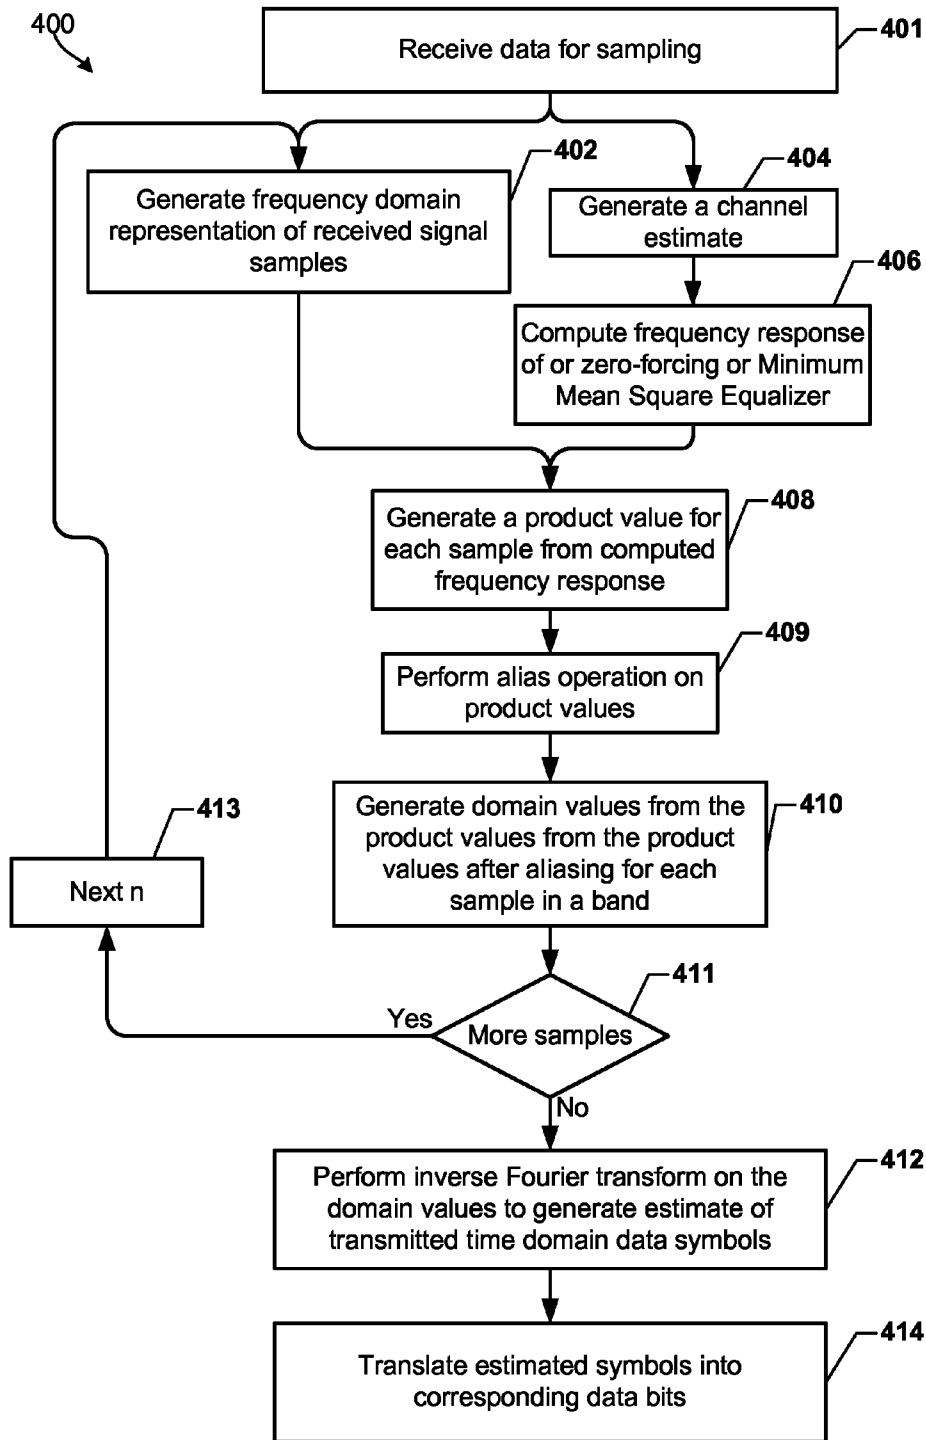 400
401
Receive data for sampling
402
Generate frequency domain
representation of received signal
samples
404
Generate a channel
estimate
406
Compute frequency response
of or zero-forcing or Minimum
Mean Square Equalizer
408
Generate a product value for
each sample from computed
frequency response
409
Perform alias operation on
product values
410
Generate domain values from the
product values from the product
values after aliasing for each
sample in a band
413
Next n
411
More samples
Yes
No
412
Perform inverse Fourier transform on the
domain values to generate estimate of
transmitted time domain data symbols
414
Translate estimated symbols into
corresponding data bits